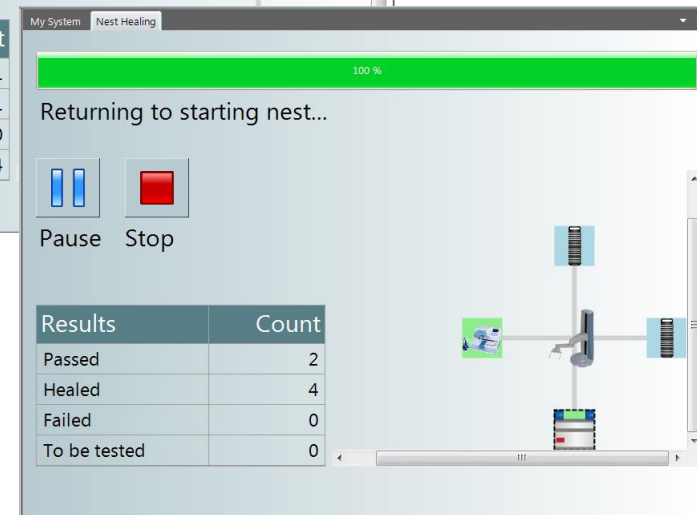 My System Nest Healing
100 %
Returning to starting nest...
Pause Stop
Results Count
Passed 2
Healed 4
Failed 0
To be tested 0